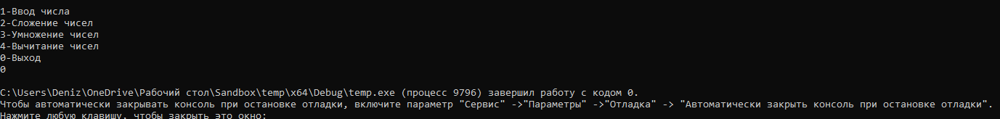 1-Ввод числа
2-Сложение чисел
3-Умножение чисел
4-Вычитание чисел
0-Выход
0
C:\Users\Deniz\OneDrive\Рабочий стол\Sandbox\temp\x64\Debug\temp.exe (процесс 9796) завершил работу с кодом 0.
Чтобы автоматически закрывать консоль при остановке отладки, включите параметр "Сервис" ->"Параметры" ->"Отладка" -> "Автоматически закрыть консоль при остановке отладки".
Нажмите любую клавишу, чтобы закрыть это окно: